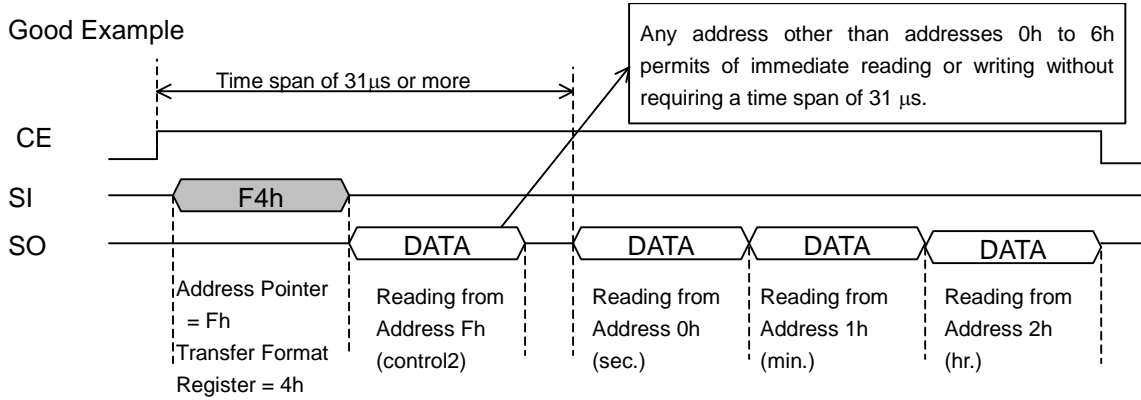 Good Example
Any address other than addresses 0h to 6h
permits of immediate reading or writing without
requiring a time span of 31 μs.
Time span of 31μs or more
CE
SI
F4h
SO
DATA
DATA
DATA
DATA
Address Pointer
= Fh
Transfer Format
Register = 4h
Reading from
Address Fh
(control2)
Reading from
Address 0h
(sec.)
Reading from
Address 1h
(min.)
Reading from
Address 2h
(hr.)